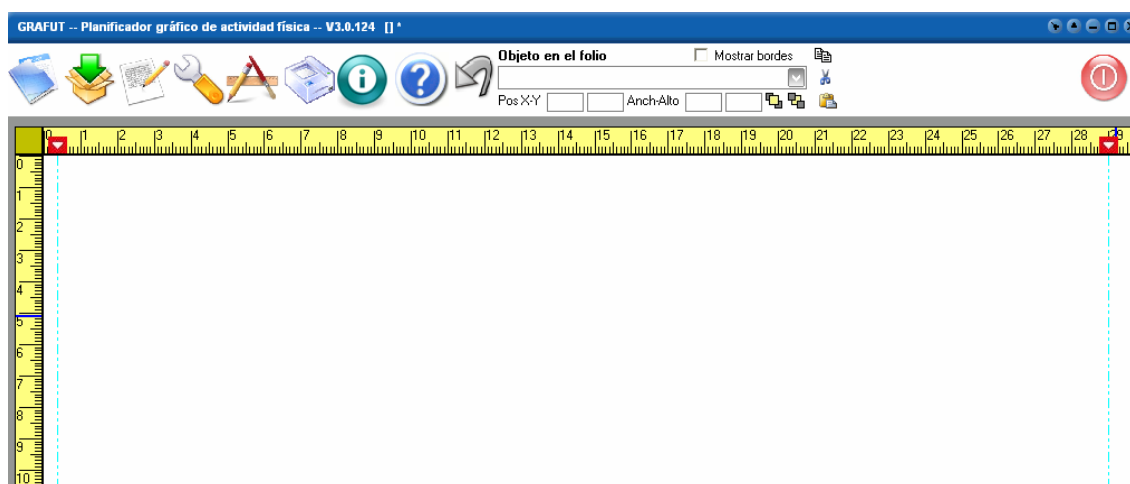 GRAFUT -- Planificador gráfico de actividad física -- V3.0.124 [] *
Objeto en el folio Mostrar bordes
Pos X-Y Anch-Alto
0 1 2 3 4 5 6 7 8 9 10 11 12 13 14 15 16 17 18 19 20 21 22 23 24 25 26 27 28 29
0
1
2
3
4
5
6
7
8
9
10